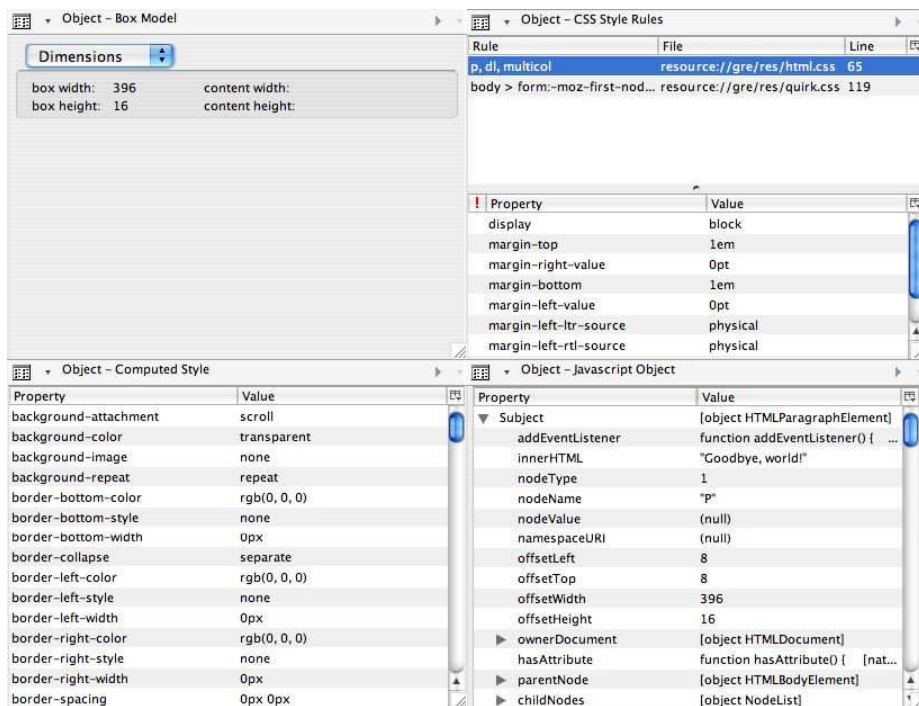 Object – Box Model
Dimensions
box width: 396 content width:
box height: 16 content height:
Object – CSS Style Rules
Rule File Line
p, dl, multicol resource://gre/res/html.css 65
body > form:-moz-first-nod... resource://gre/res/quirk.css 119
! Property Value
display block
margin-top 1em
margin-right-value 0pt
margin-bottom 1em
margin-left-value 0pt
margin-left-ltr-source physical
margin-left-rtl-source physical
Object – Computed Style
Property Value
background-attachment scroll
background-color transparent
background-image none
background-repeat repeat
border-bottom-color rgb(0, 0, 0)
border-bottom-style none
border-bottom-width 0px
border-collapse separate
border-left-color rgb(0, 0, 0)
border-left-style none
border-left-width 0px
border-right-color rgb(0, 0, 0)
border-right-style none
border-right-width 0px
border-spacing 0px 0px
Object – Javascript Object
Property Value
Subject [object HTMLParagraphElement]
addEventListener function addEventListener() { ...
innerHTML "Goodbye, world!"
nodeType 1
nodeName "P"
nodeValue (null)
namespaceURI (null)
offsetLeft 8
offsetTop 8
offsetWidth 396
offsetHeight 16
ownerDocument [object HTMLDocument]
hasAttribute function hasAttribute() { [nat...
parentNode [object HTMLBodyElement]
childNodes [object NodeList]